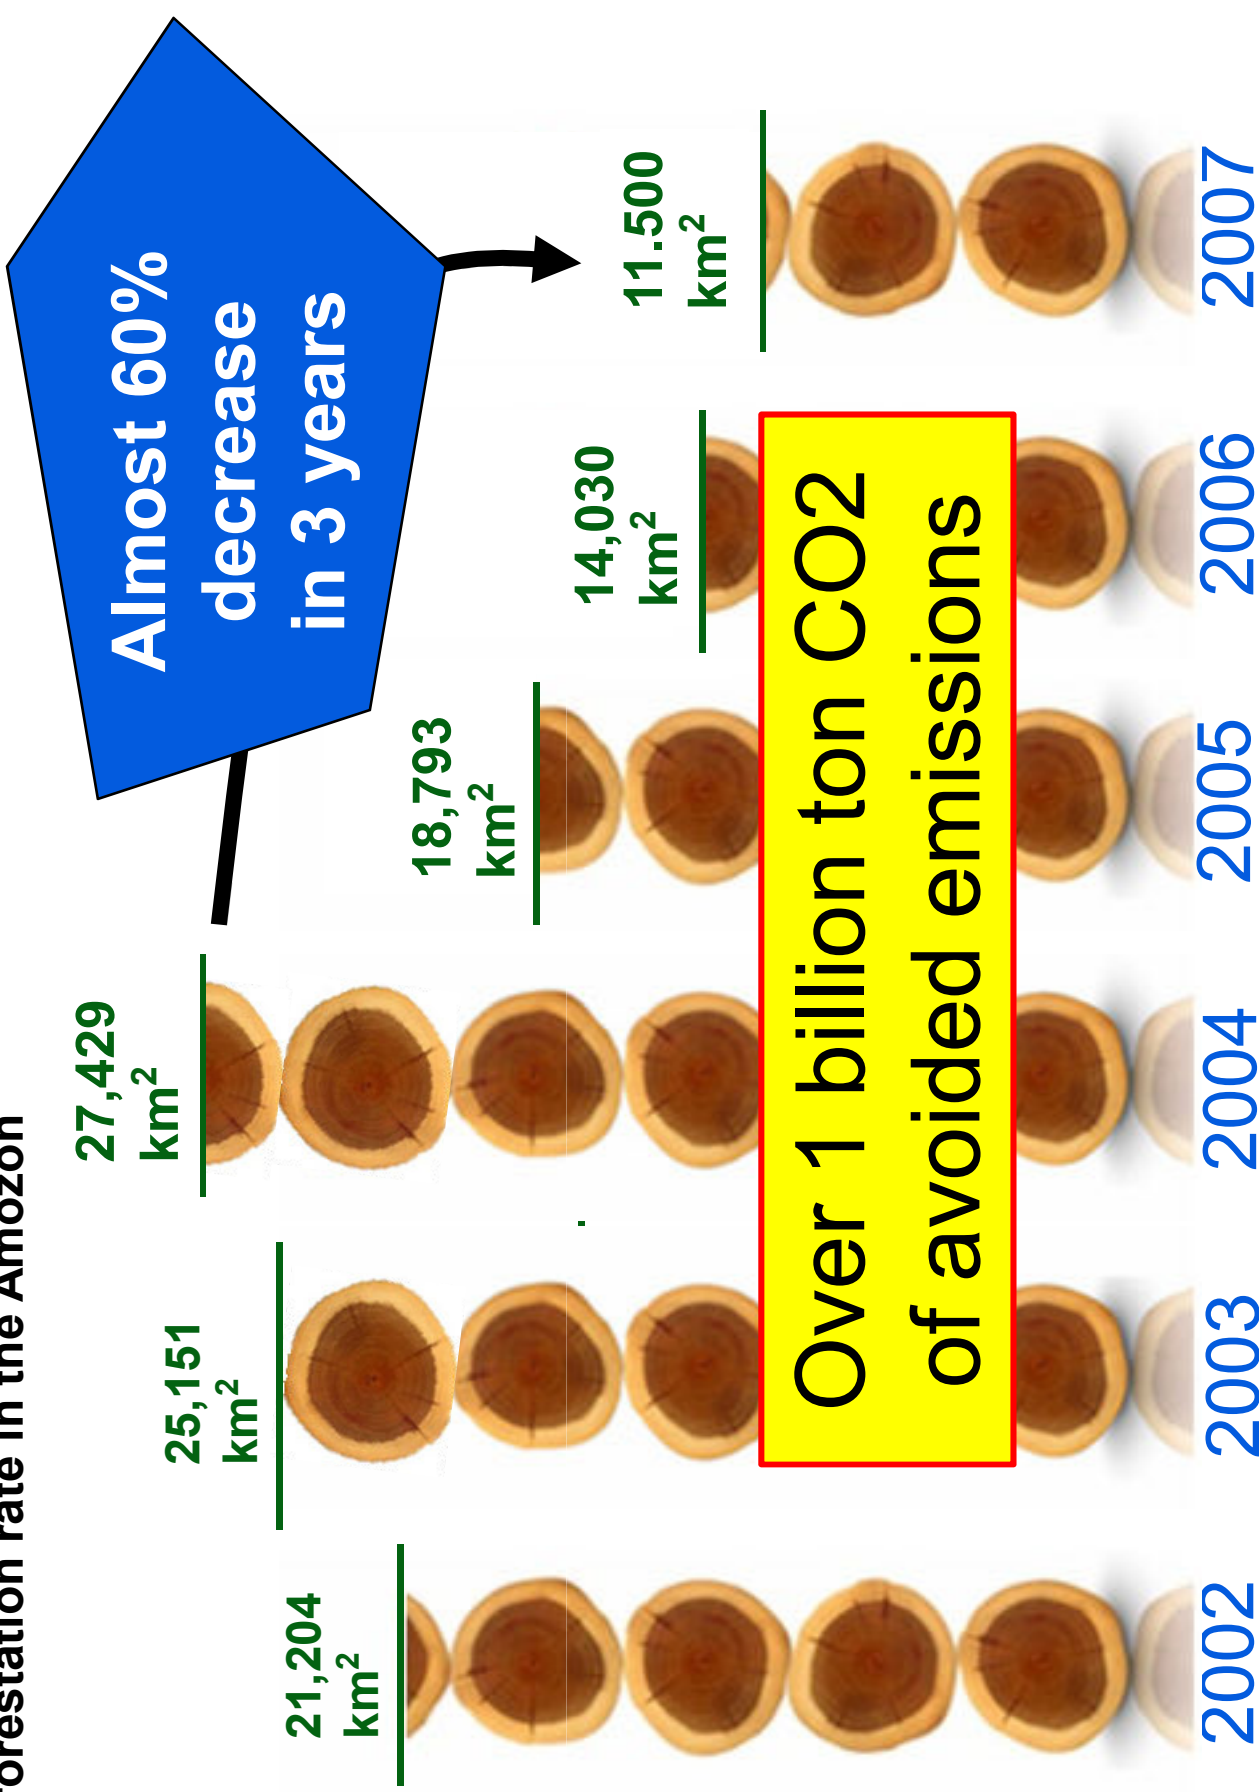 forestation rate in the Amozon
Almost 60%
decrease
in 3 years
21,204
km²
25,151
km²
27,429
km²
18,793
km²
14,030
km²
11.500
km²
Over 1 billion ton CO2
of avoided emissions
2002
2003
2004
2005
2006
2007